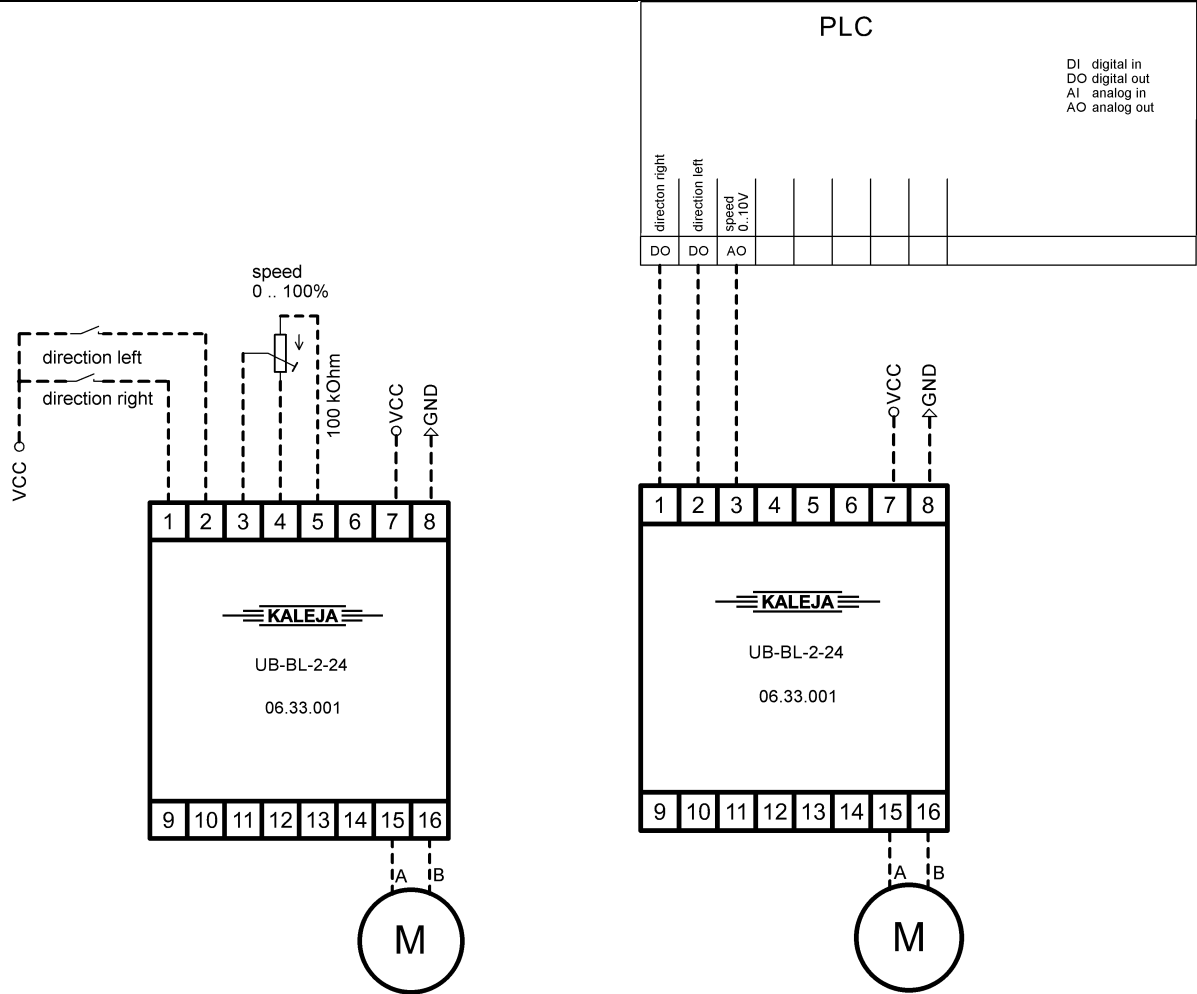 speed
0 .. 100%
direction left
direction right
VCC
100 kOhm
VCC
GND
1 2 3 4 5 6 7 8
KALEJA
UB-BL-2-24
06.33.001
9 10 11 12 13 14 15 16
A B
M
PLC
DI digital in
DO digital out
AI analog in
AO analog out
directon right
direction left
speed
0..10V
DO DO AO
VCC
GND
1 2 3 4 5 6 7 8
KALEJA
UB-BL-2-24
06.33.001
9 10 11 12 13 14 15 16
A B
M